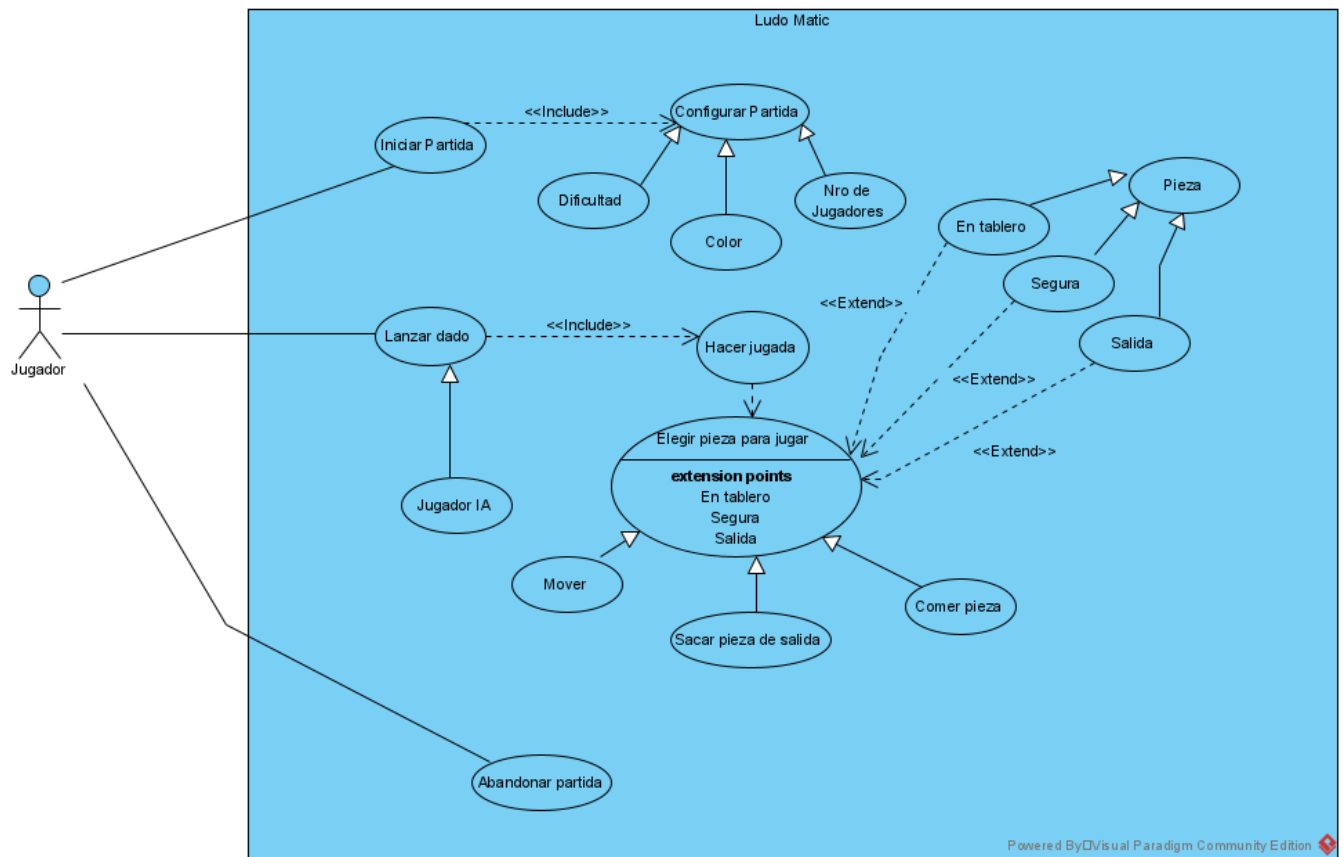 Ludo Matic
Configurar Partida
<<Include>>
Iniciar Partida
Dificultad
Nro de
Jugadores
Color
Pieza
En tablero
Segura
<<Extend>>
Salida
Jugador
Lanzar dado
<<Include>>
Hacer jugada
<<Extend>>
Elegir pieza para jugar
<<Extend>>
extension points
En tablero
Segura
Salida
Jugador IA
Mover
Comer pieza
Sacar pieza de salida
Abandonar partida
Powered By□Visual Paradigm Community Edition